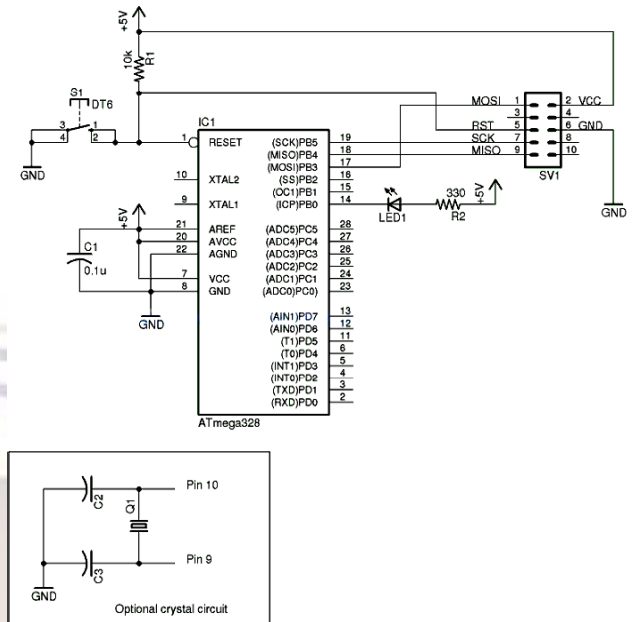 +5V
10k
R1
S1
DT6
3 1
4 2
GND
IC1
1 RESET
10 XTAL2
9 XTAL1
+5V
21 AREF
20 AVCC
22 AGND
7 VCC
8 GND
C1
0.1u
GND
(SCK)PB5 19
(MISO)PB4 18
(MOSI)PB3 17
(SS)PB2 16
(OC1)PB1 15
(ICP)PB0 14
(ADC5)PC5 28
(ADC4)PC4 27
(ADC3)PC3 26
(ADC2)PC2 25
(ADC1)PC1 24
(ADC0)PC0) 23
(AIN1)PD7 13
(AIN0)PD6 12
(T1)PD5 11
(T0)PD4 6
(INT1)PD3 5
(INT0)PD2 4
(TXD)PD1 3
(RXD)PD0 2
ATmega328
LED1
330
R2
+5V
MOSI 1 2 VCC
3 4
RST 5 6 GND
SCK 7 8
MISO 9 10
SV1
GND
C2
Pin 10
Q1
C3
Pin 9
GND
Optional crystal circuit